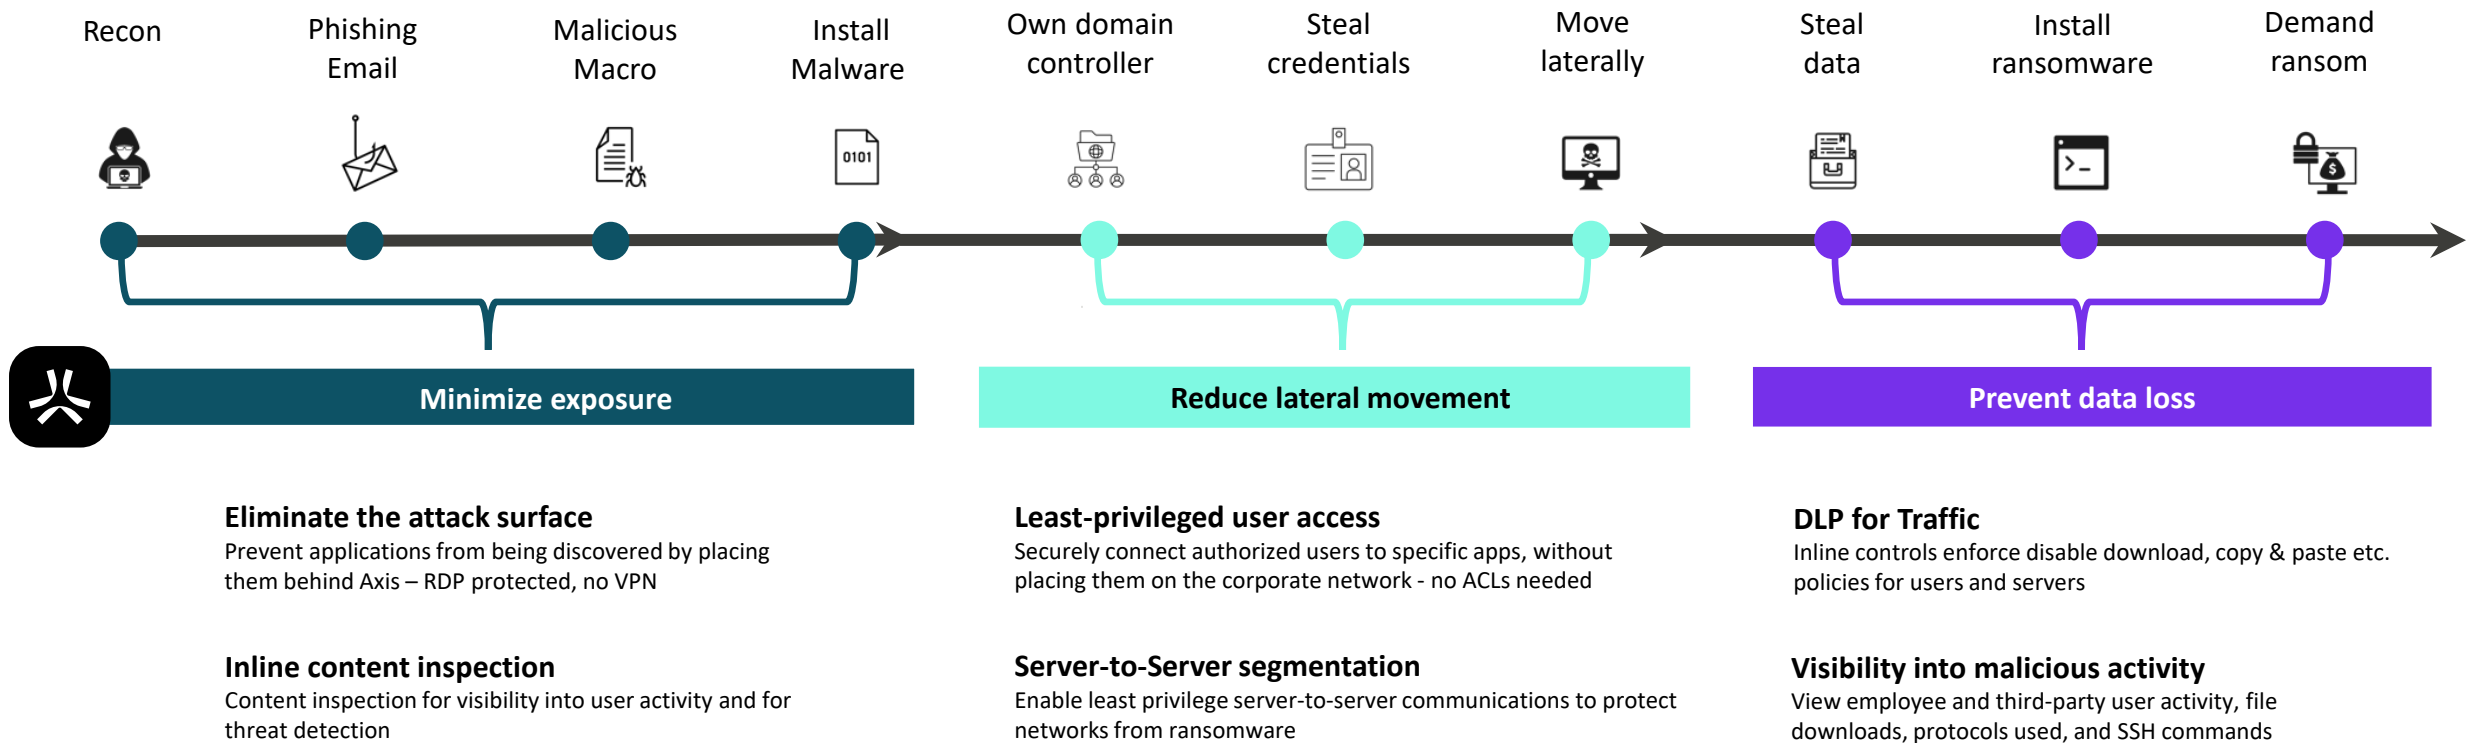 Recon
Phishing
Email
Malicious
Macro
Install
Malware
Own domain
controller
Steal
credentials
Move
laterally
Steal
data
Install
ransomware
Demand
ransom
0101
>_
$
Minimize exposure
Reduce lateral movement
Prevent data loss
Eliminate the attack surface
Prevent applications from being discovered by placing
them behind Axis – RDP protected, no VPN
Inline content inspection
Content inspection for visibility into user activity and for
threat detection
Least-privileged user access
Securely connect authorized users to specific apps, without
placing them on the corporate network - no ACLs needed
Server-to-Server segmentation
Enable least privilege server-to-server communications to protect
networks from ransomware
DLP for Traffic
Inline controls enforce disable download, copy & paste etc.
policies for users and servers
Visibility into malicious activity
View employee and third-party user activity, file
downloads, protocols used, and SSH commands